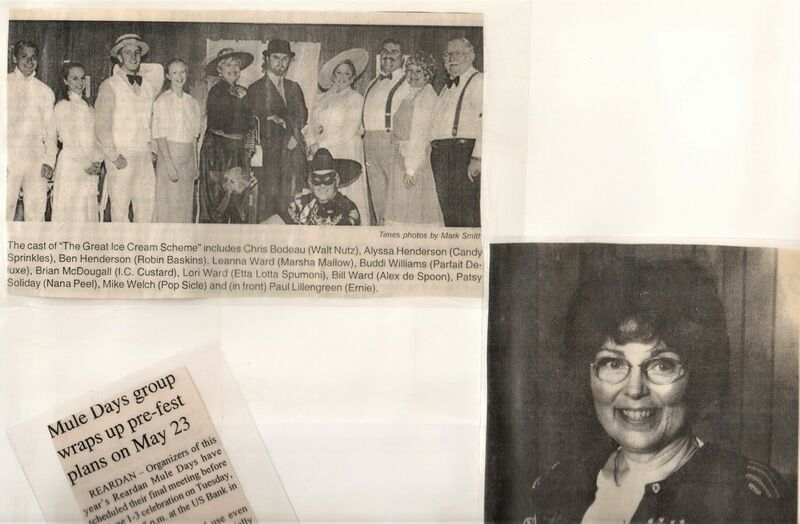 Times photos by Mark Smith
The cast of "The Great Ice Cream Scheme" includes Chris Bodeau (Walt Nutz), Alyssa Henderson (Candy
Sprinkles), Ben Henderson (Robin Baskins), Leanna Ward (Marsha Mallow), Buddi Williams (Parfait De-
luxe), Brian McDougall (I.C. Custard), Lori Ward (Etta Lotta Spumoni), Bill Ward (Alex de Spoon), Patsy
Soliday (Nana Peel), Mike Welch (Pop Sicle) and (in front) Paul Lillengreen (Ernie).
Mule Days group
wraps up pre-fest
plans on May 23
REARDAN – Organizers of this
year's Reardan Mule Days have
scheduled their final meeting before
1-3 celebration on Tuesday,
p.m. at the US Bank in
use even